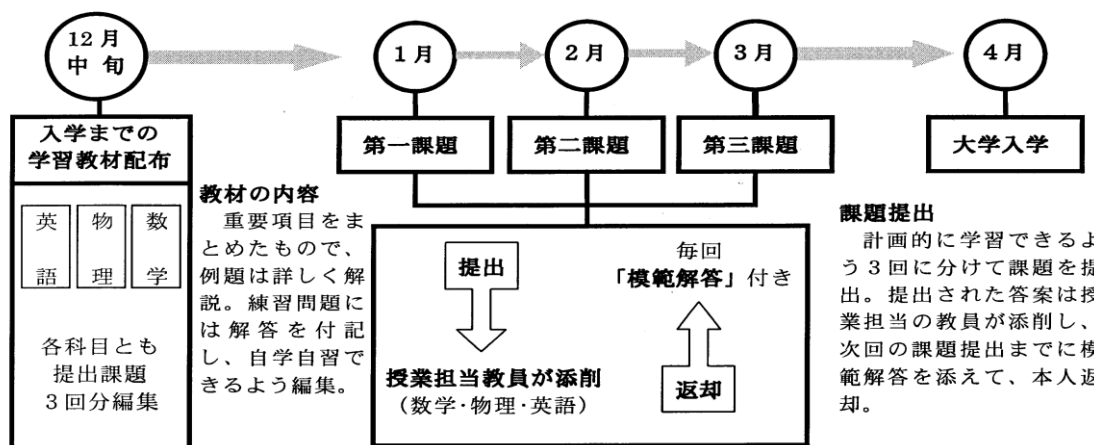 12月
中旬
1月
2月
3月
4月
入学までの
学習教材配布
第一課題
第二課題
第三課題
大学入学
英語
物理
数学
各科目とも
提出課題
3回分編集
教材の内容
重要項目をま
とめたもので、
例題は詳しく解
説。練習問題に
は解答を付記
し、自学自習で
きるよう編集。
提出
授業担当教員が添削
（数学・物理・英語）
毎回
「模範解答」付き
返却
課題提出
計画的に学習できるよ
う3回に分けて課題を提
出。提出された答案は授
業担当の教員が添削し、
次回の課題提出までに模
範解答を添えて、本人返
却。